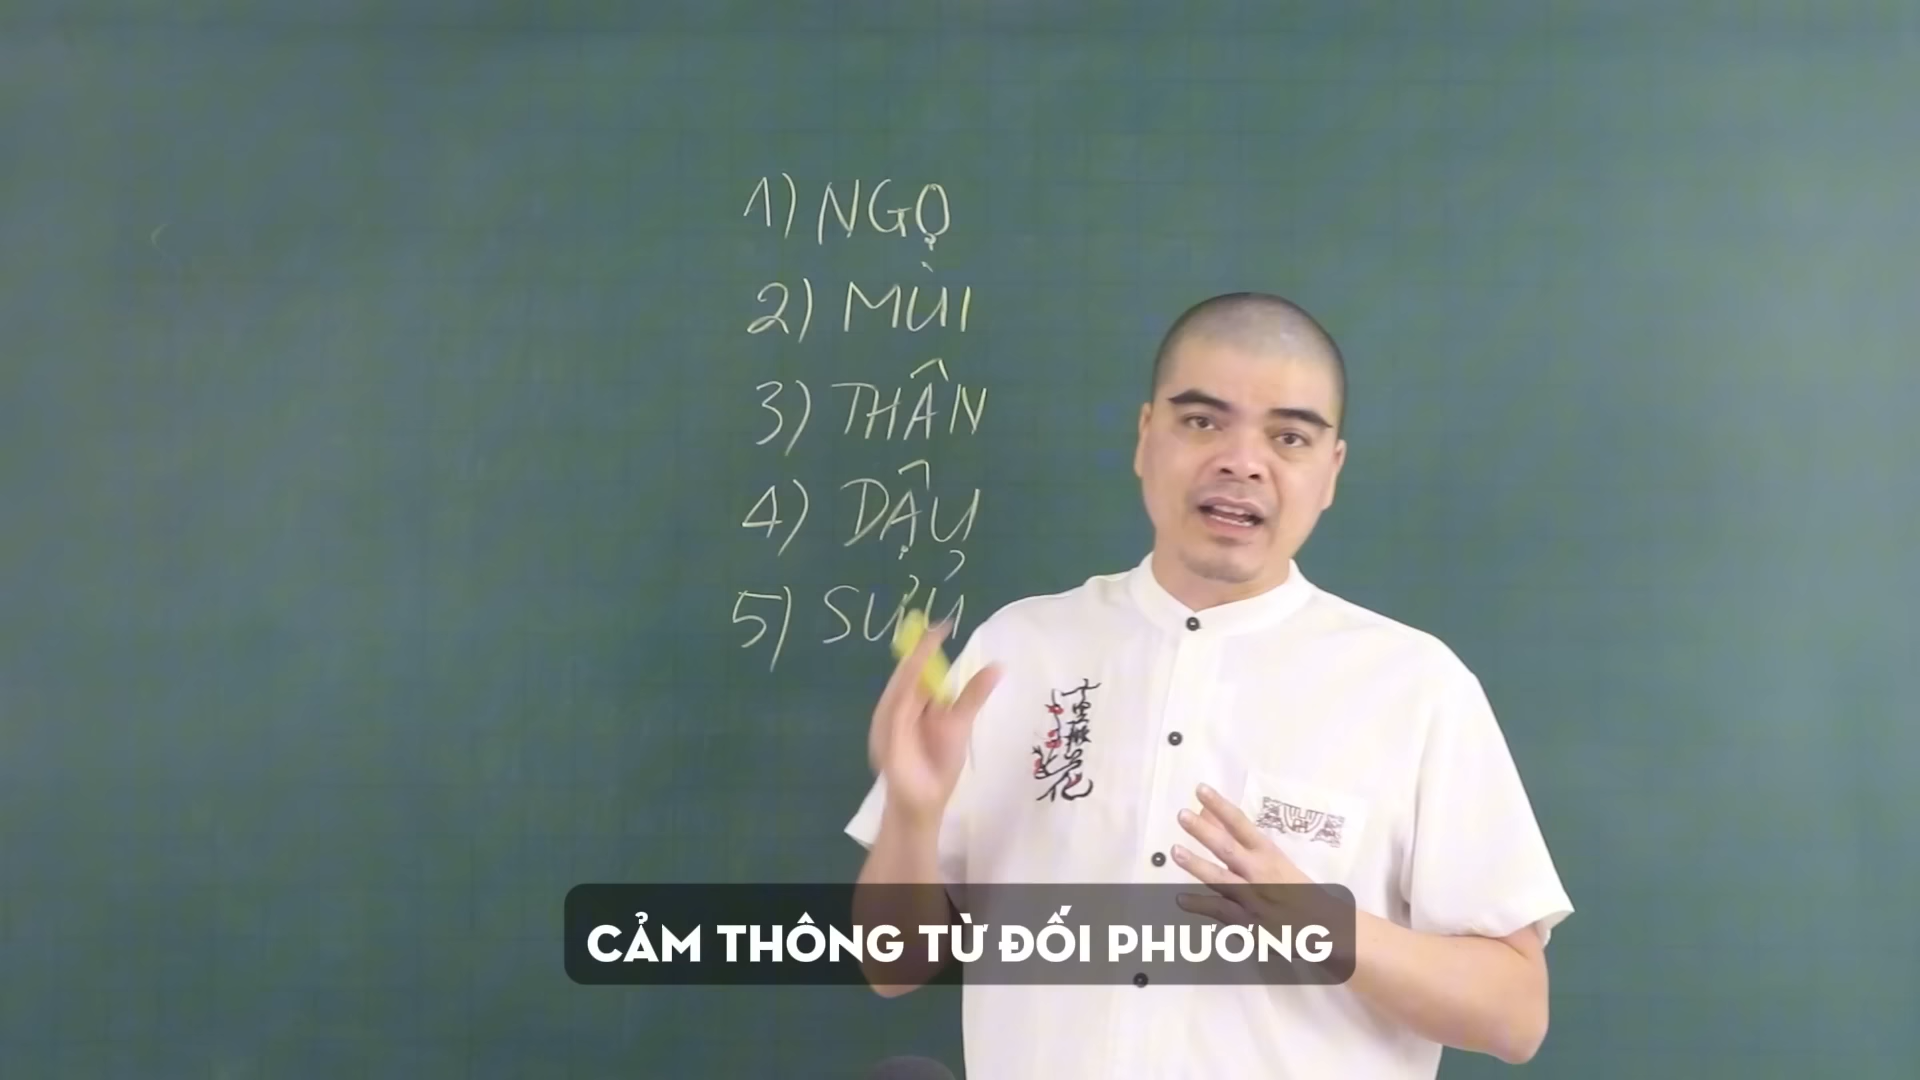 1) NGỌ
2) MÙI
3) THÂN
4) DẬU
5) SỬU
CẢM THÔNG TỪ ĐỐI PHƯƠNG